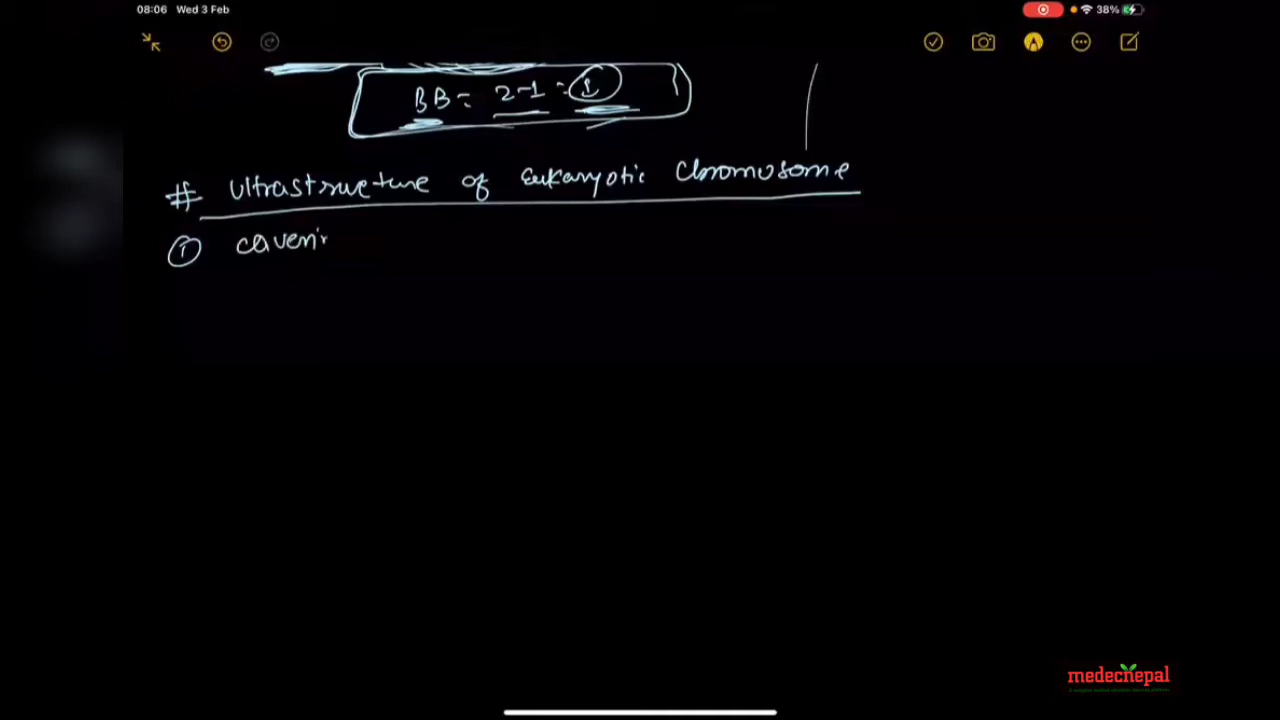 08:06 Wed 3 Feb
38%
BB = 2-1 = 1
# Ultrastructure of Eukaryotic Chromosome
① caveni
medecnepal